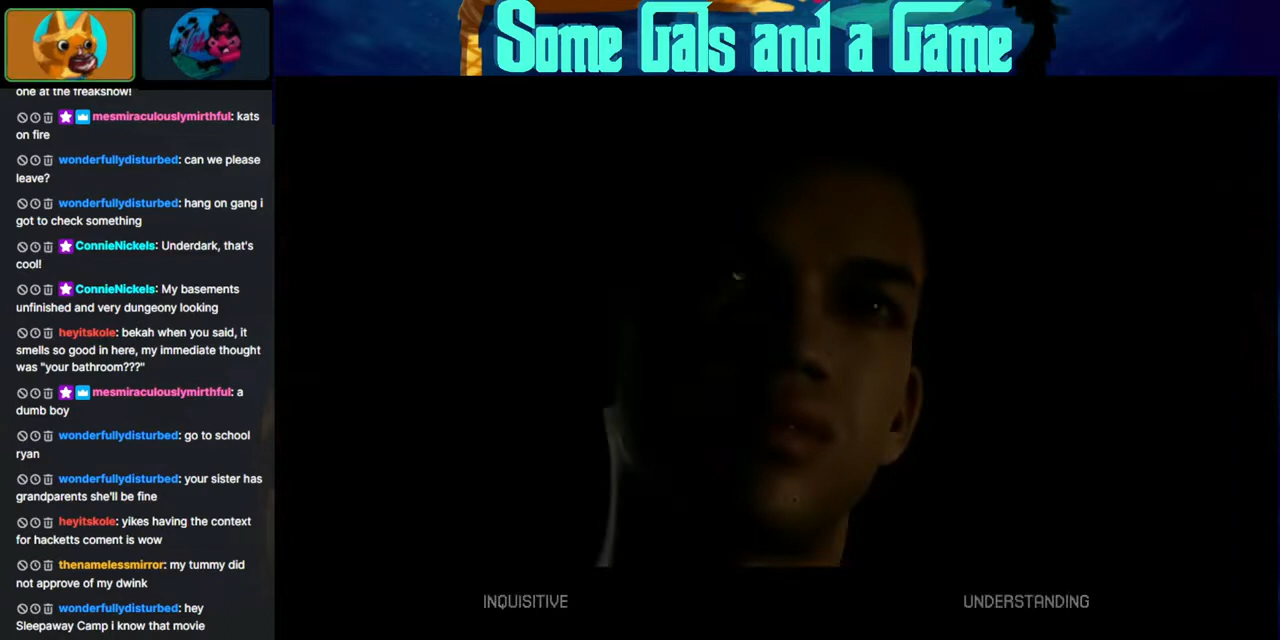 Some Gals and a Game
one at the freakshow!
mesmiraculouslymirthful: kats
on fire
wonderfullydisturbed: can we please
leave?
wonderfullydisturbed: hang on gang i
got to check something
ConnieNickels: Underdark, that's
cool!
ConnieNickels: My basements
unfinished and very dungeony looking
heyitskole: bekah when you said, it
smells so good in here, my immediate thought
was "your bathroom???"
mesmiraculouslymirthful: a
dumb boy
wonderfullydisturbed: go to school
ryan
wonderfullydisturbed: your sister has
grandparents she'll be fine
heyitskole: yikes having the context
for hacketts coment is wow
thenamelessmirror: my tummy did
not approve of my dwink
wonderfullydisturbed: hey
Sleepaway Camp i know that movie
INQUISITIVE
UNDERSTANDING